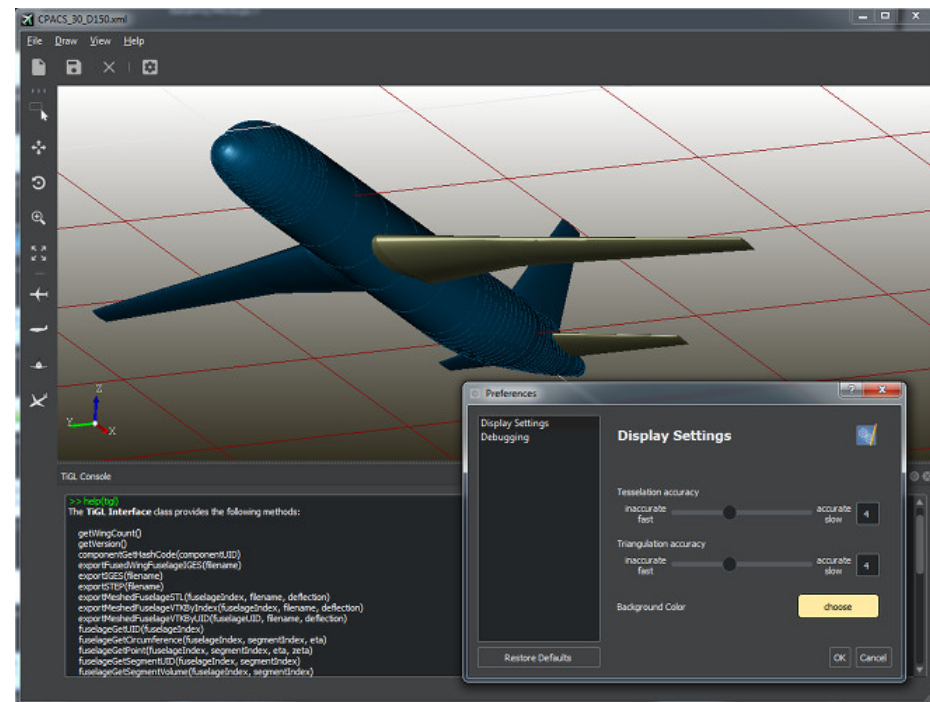 CPACS_30_D150.xml
File Draw View Help
Z
Y
X
TiGL Console
>> help(tigl)
The TiGL Interface class provides the following methods:
getWingCount()
getVersion()
componentGetHashCode(componentUID)
exportFusedWingFuselageIGES(filename)
exportIGES(filename)
exportSTEP(filename)
exportMeshedFuselageSTL(fuselageIndex, filename, deflection)
exportMeshedFuselageVTKByIndex(fuselageIndex, filename, deflection)
exportMeshedFuselageVTKByUID(fuselageUID, filename, deflection)
fuselageGetUID(fuselageIndex)
fuselageGetCircumference(fuselageIndex, segmentIndex, eta)
fuselageGetPoint(fuselageIndex, segmentIndex, eta, zeta)
fuselageGetSegmentUID(fuselageIndex, segmentIndex)
fuselageGetSegmentVolume(fuselageIndex, segmentIndex)
Preferences
Display Settings
Debugging
Restore Defaults
Display Settings
Tesselation accuracy
inaccurate
fast
accurate
slow
4
Triangulation accuracy
inaccurate
fast
accurate
slow
4
Background Color
choose
OK Cancel